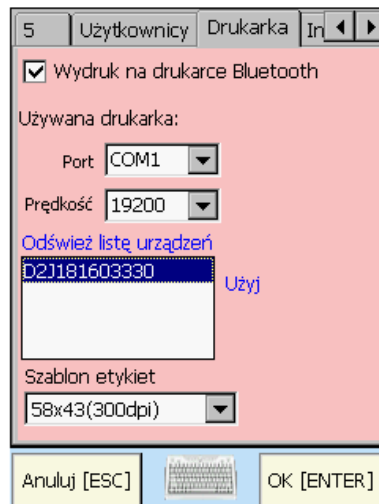 5 Użytkownicy Drukarka In
Wydruk na drukarce Bluetooth
Używana drukarka:
Port COM1
Prędkość 19200
Odśwież listę urządzeń
D2J181603330
Użyj
Szablon etykiet
58x43(300dpi)
Anuluj [ESC] OK [ENTER]